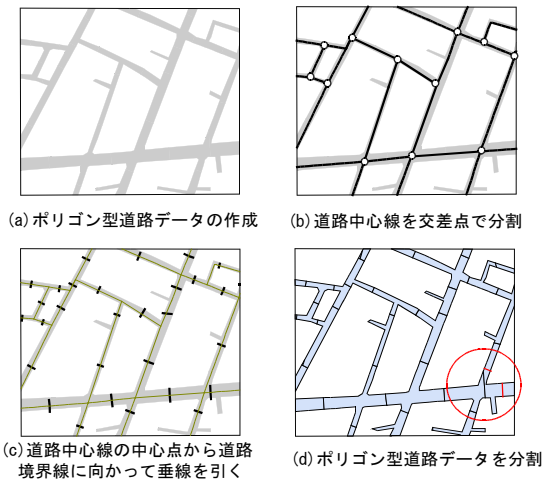 (a)ポリゴン型道路データの作成
(b)道路中心線を交差点で分割
(c)道路中心線の中心点から道路
境界線に向かって垂線を引く
(d)ポリゴン型道路データを分割